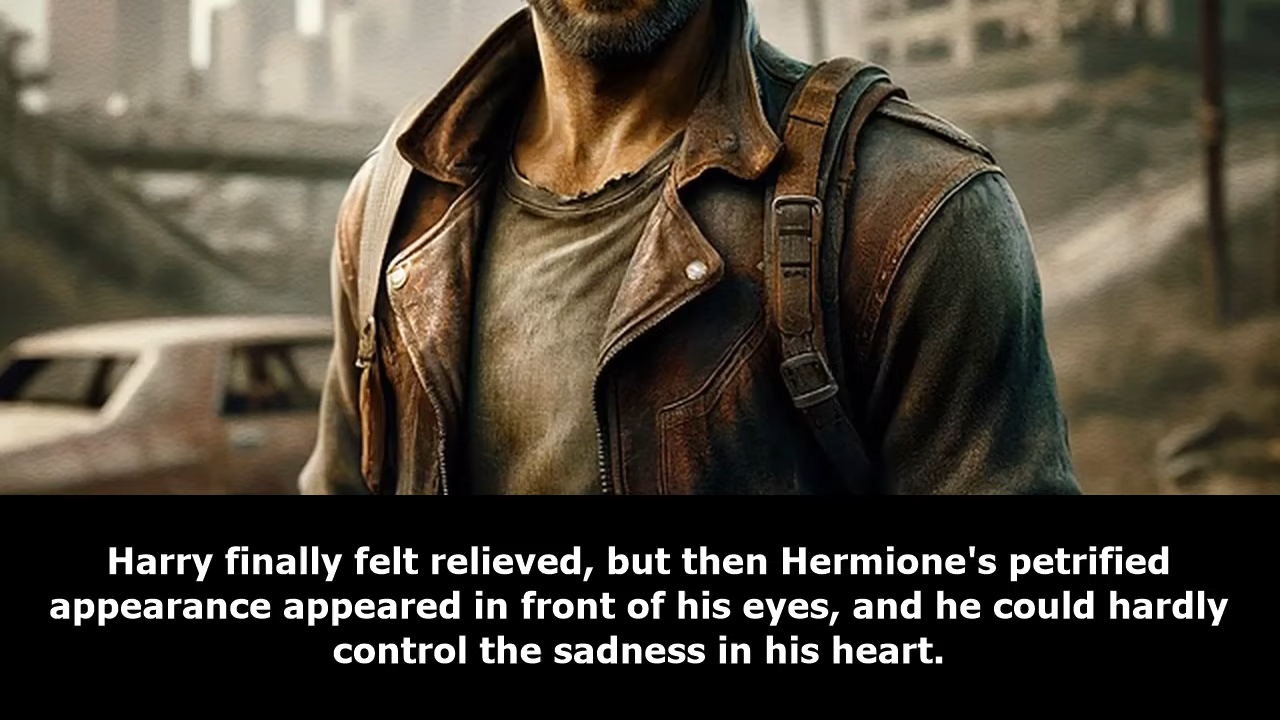 Harry finally felt relieved, but then Hermione's petrified
appearance appeared in front of his eyes, and he could hardly
control the sadness in his heart.